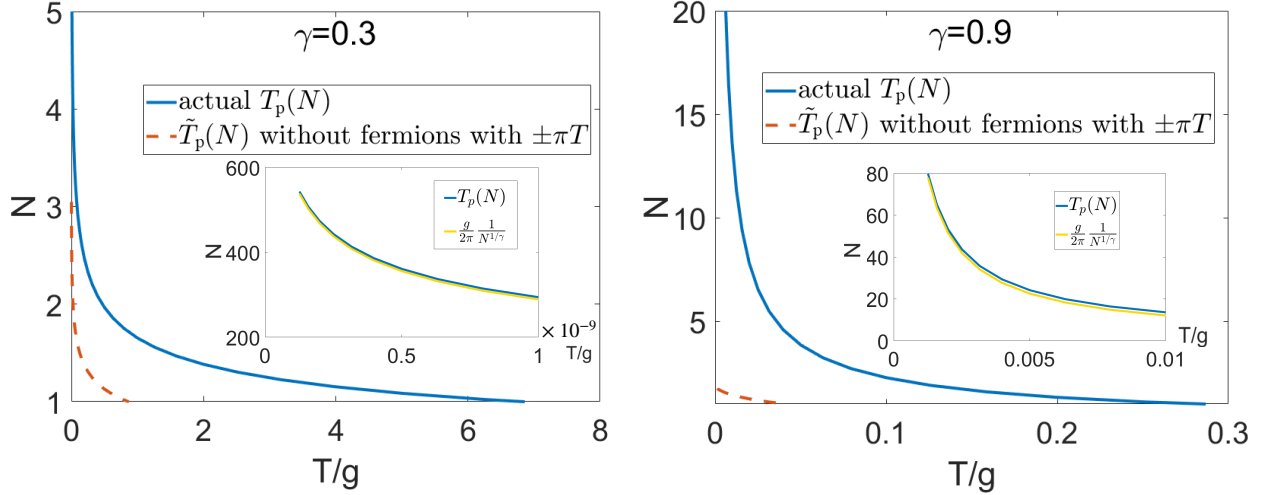 γ=0.3
5
4
3
2
1
N
0
2
4
6
8
T/g
actual T_p(N)
T̃_p(N) without fermions with ±πT
600
400
200
N
0
0.5
1
× 10⁻⁹
T/g
T_p(N)
g/2π 1/N^{1/γ}
γ=0.9
20
15
10
5
N
0
0.1
0.2
0.3
T/g
actual T_p(N)
T̃_p(N) without fermions with ±πT
80
60
40
20
0
N
0
0.005
0.01
T/g
T_p(N)
g/2π 1/N^{1/γ}